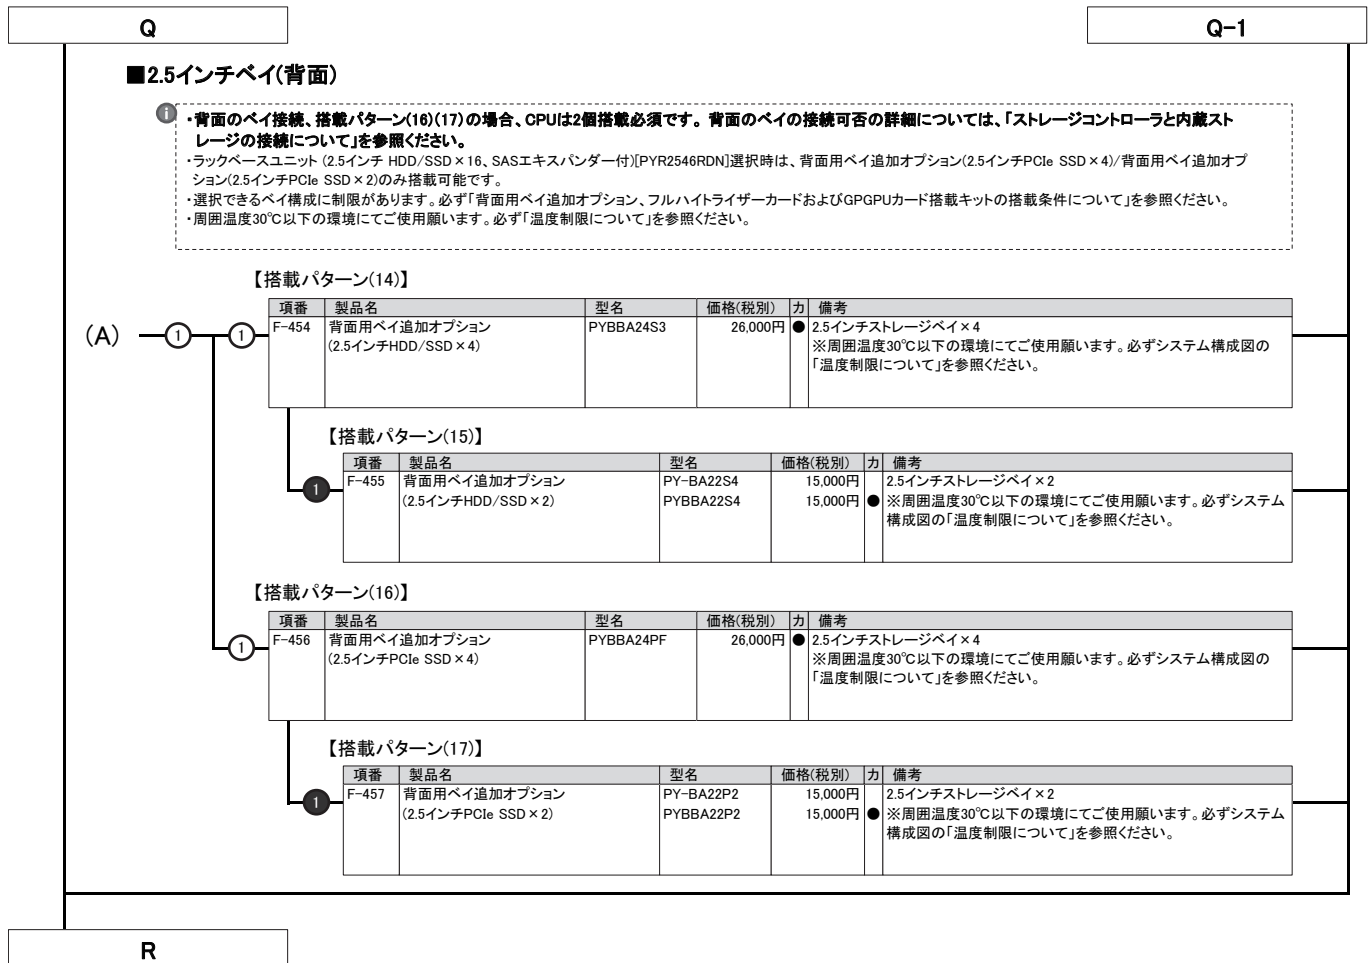 Q
Q-1
■2.5インチベイ(背面)
i
・背面のベイ接続、搭載パターン(16)(17)の場合、CPUは2個搭載必須です。背面のベイの接続可否の詳細については、「ストレージコントローラと内蔵スト
レージの接続について」を参照ください。
・ラックベースユニット (2.5インチ HDD/SSD×16、SASエキスパンダー付)[PYR2546RDN]選択時は、背面用ベイ追加オプション(2.5インチPCIe SSD×4)/背面用ベイ追加オプ
ション(2.5インチPCIe SSD×2)のみ搭載可能です。
・選択できるベイ構成に制限があります。必ず「背面用ベイ追加オプション、フルハイトライザーカードおよびGPGPUカード搭載キットの搭載条件について」を参照ください。
・周囲温度30℃以下の環境にてご使用願います。必ず「温度制限について」を参照ください。
【搭載パターン(14)】
項番 製品名 型名 価格(税別) カ 備考
(A) 1 1 F-454 背面用ベイ追加オプション PYBBA24S3 26,000円 ● 2.5インチストレージベイ×4
(2.5インチHDD/SSD×4) ※周囲温度30℃以下の環境にてご使用願います。必ずシステム構成図の
「温度制限について」を参照ください。
【搭載パターン(15)】
項番 製品名 型名 価格(税別) カ 備考
1 F-455 背面用ベイ追加オプション PY-BA22S4 15,000円 2.5インチストレージベイ×2
(2.5インチHDD/SSD×2) PYBBA22S4 15,000円 ● ※周囲温度30℃以下の環境にてご使用願います。必ずシステム
構成図の「温度制限について」を参照ください。
【搭載パターン(16)】
項番 製品名 型名 価格(税別) カ 備考
1 F-456 背面用ベイ追加オプション PYBBA24PF 26,000円 ● 2.5インチストレージベイ×4
(2.5インチPCIe SSD×4) ※周囲温度30℃以下の環境にてご使用願います。必ずシステム構成図の
「温度制限について」を参照ください。
【搭載パターン(17)】
項番 製品名 型名 価格(税別) カ 備考
1 F-457 背面用ベイ追加オプション PY-BA22P2 15,000円 2.5インチストレージベイ×2
(2.5インチPCIe SSD×2) PYBBA22P2 15,000円 ● ※周囲温度30℃以下の環境にてご使用願います。必ずシステム
構成図の「温度制限について」を参照ください。
R